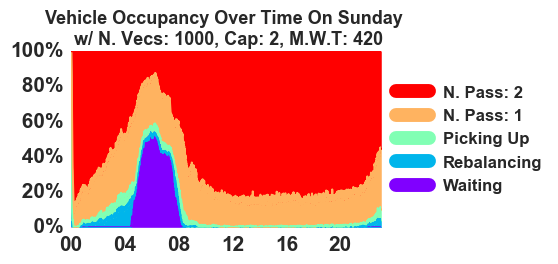 Vehicle Occupancy Over Time On Sunday
w/ N. Vecs: 1000, Cap: 2, M.W.T: 420
100%
80%
60%
40%
20%
0%
00 04 08 12 16 20
N. Pass: 2
N. Pass: 1
Picking Up
Rebalancing
Waiting